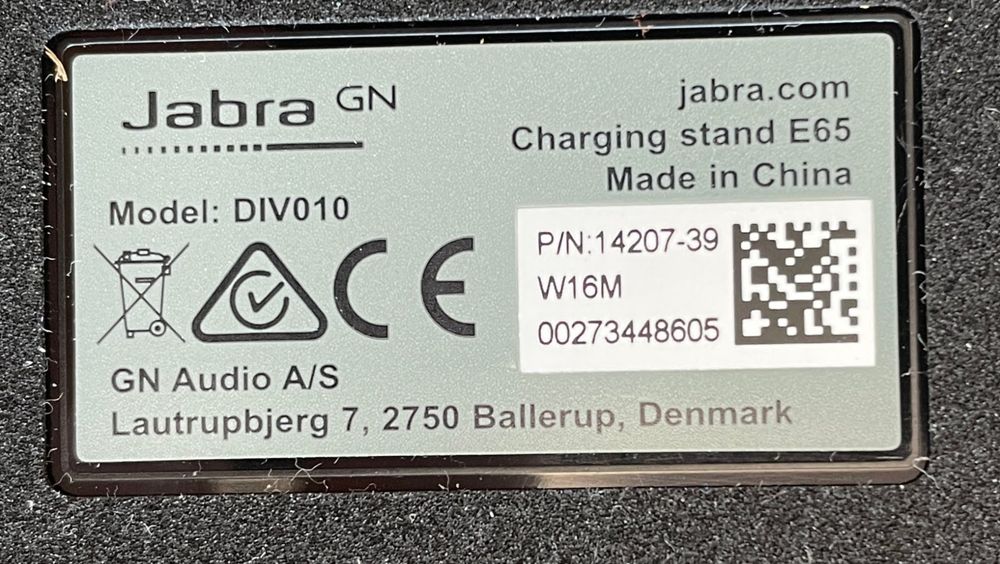 Jabra GN
jabra.com
Charging stand E65
Made in China
Model: DIV010
P/N:14207-39
W16M
00273448605
CE
GN Audio A/S
Lautrupbjerg 7, 2750 Ballerup, Denmark